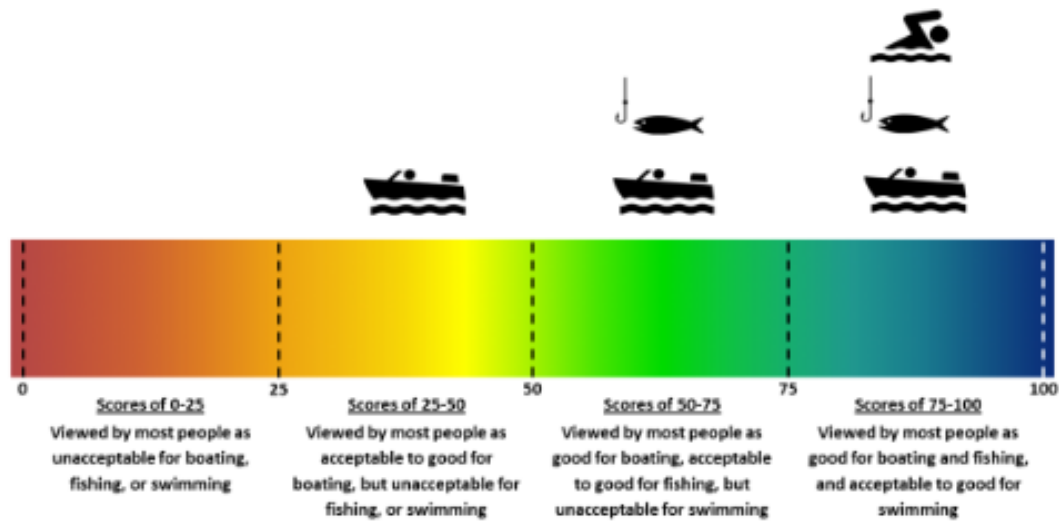 0 25 50 75 100
Scores of 0-25
Viewed by most people as
unacceptable for boating,
fishing, or swimming
Scores of 25-50
Viewed by most people as
acceptable to good for
boating, but unacceptable for
fishing, or swimming
Scores of 50-75
Viewed by most people as
good for boating, acceptable
to good for fishing, but
unacceptable for swimming
Scores of 75-100
Viewed by most people as
good for boating and fishing,
and acceptable to good for
swimming